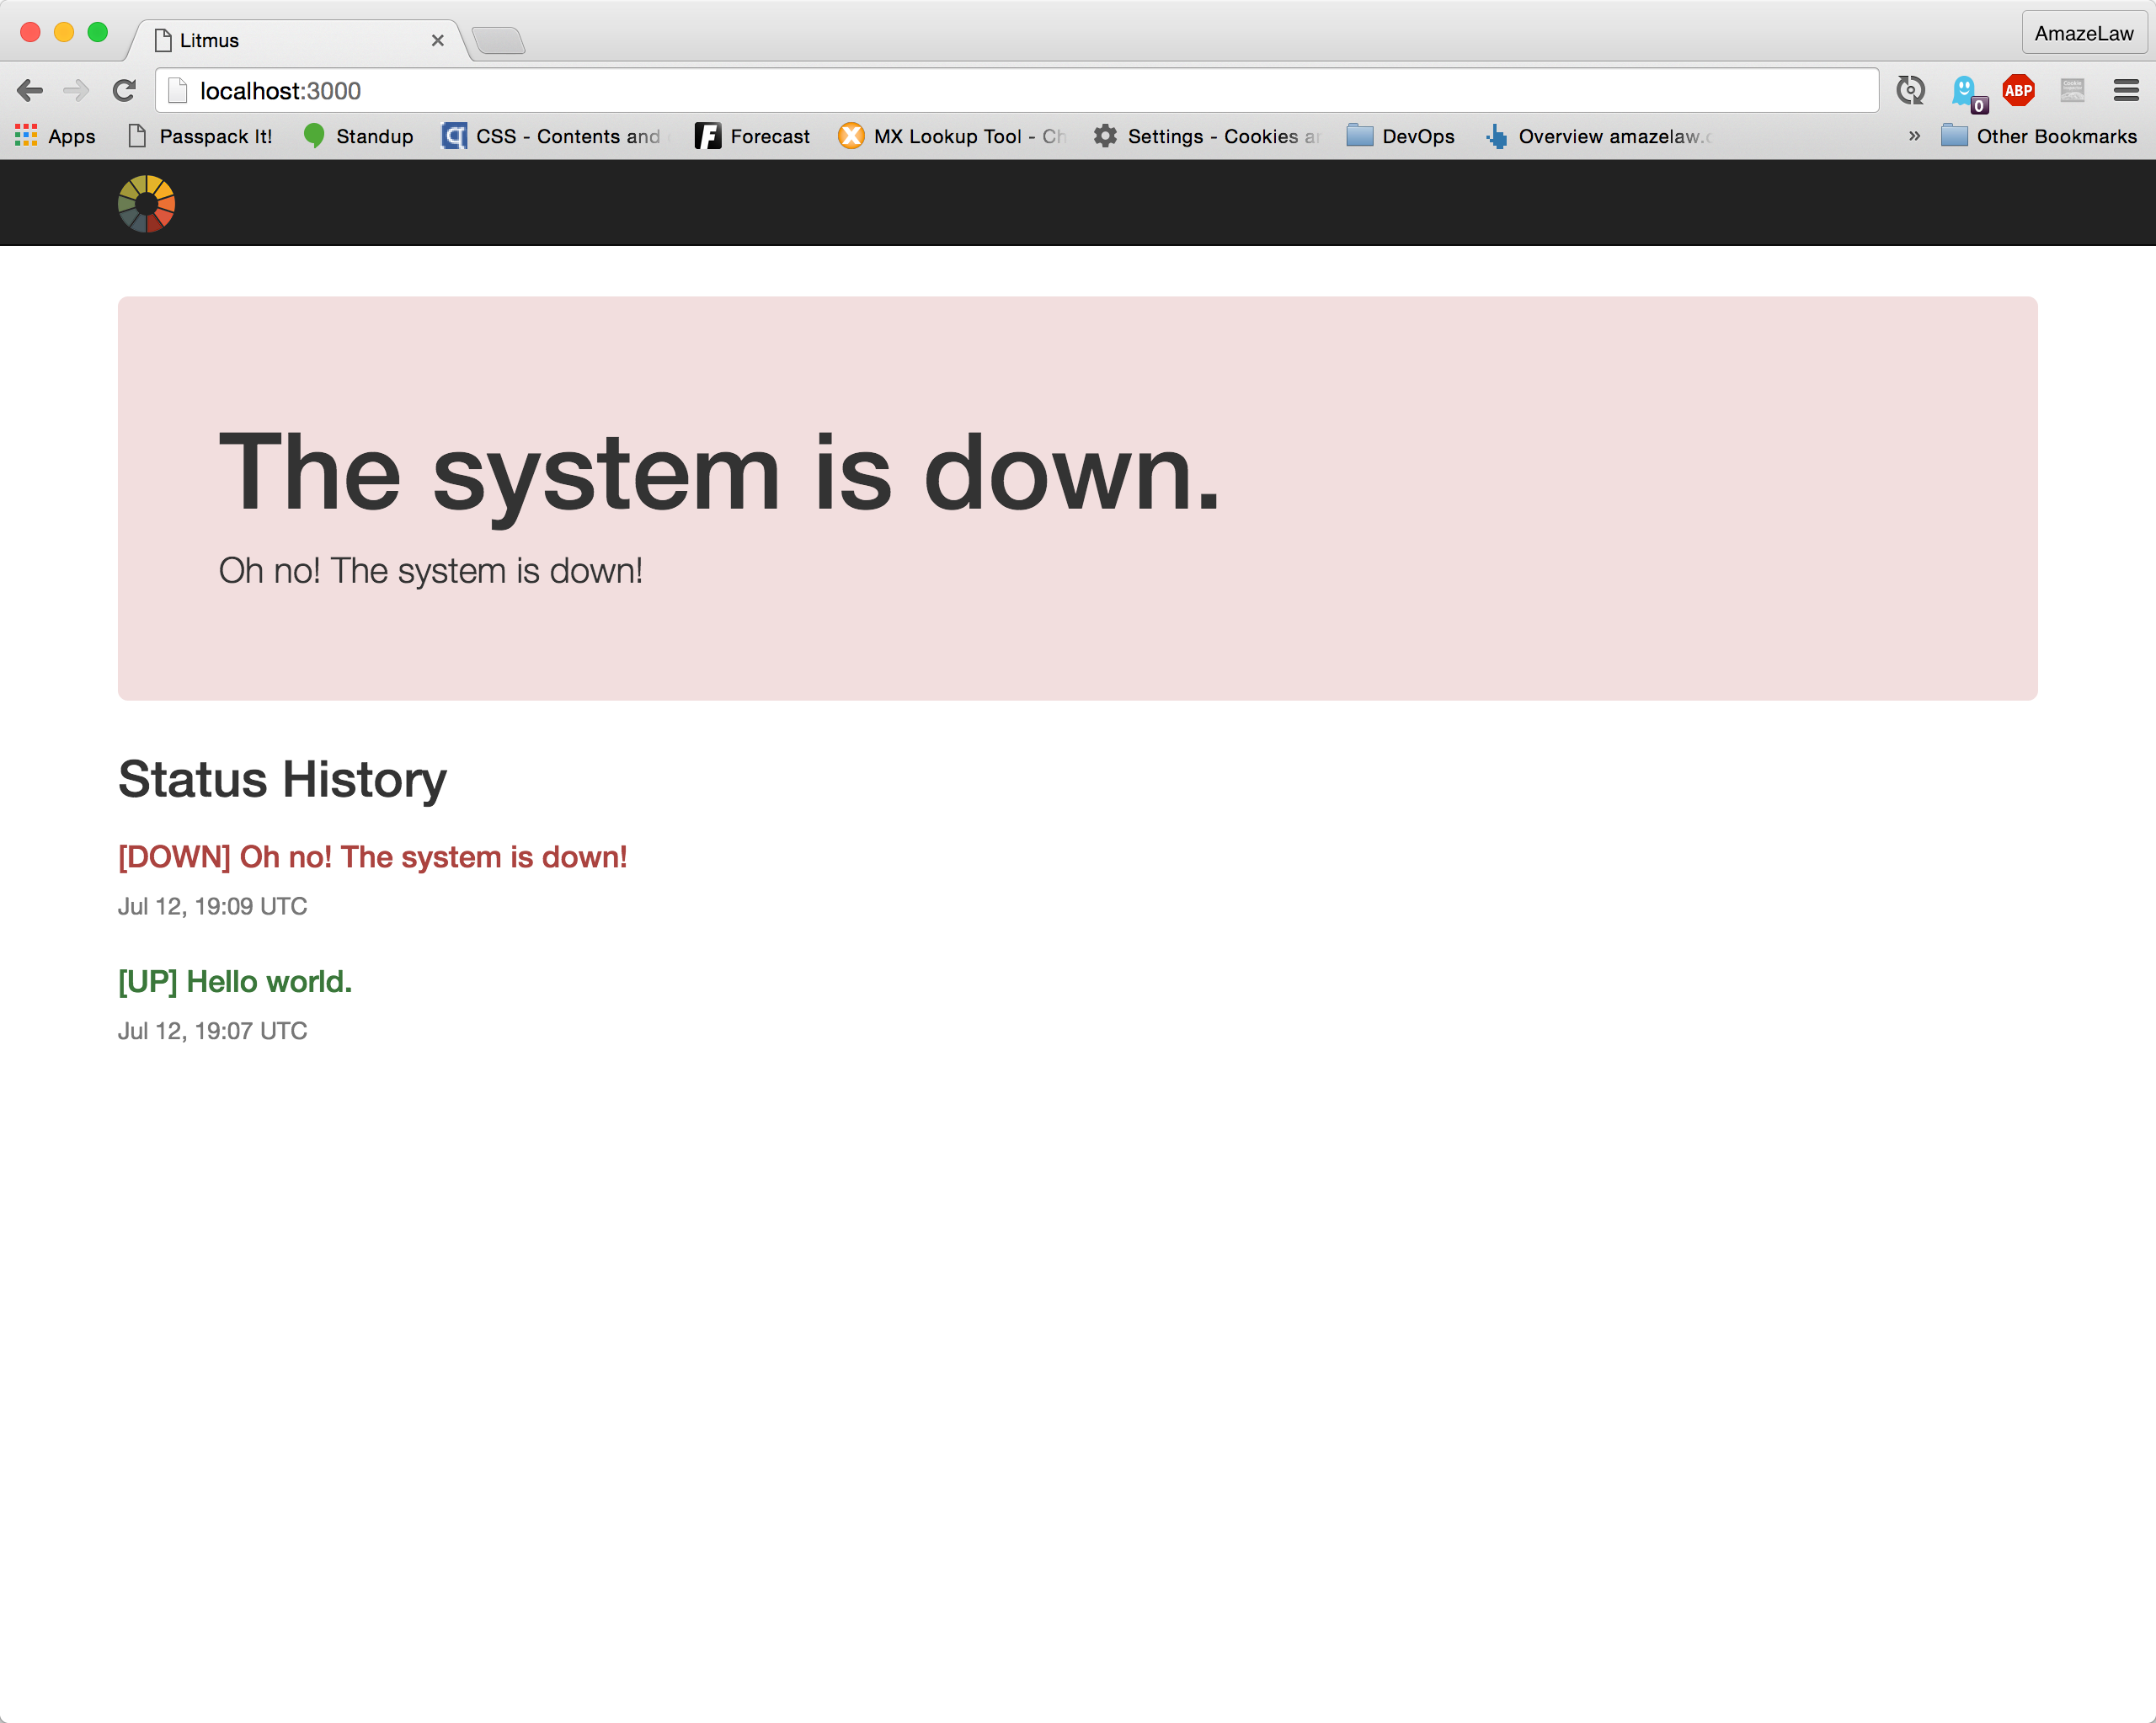 Litmus
AmazeLaw
localhost:3000
0
ABP
Apps
Passpack It!
Standup
CSS - Contents and
Forecast
MX Lookup Tool - Ch
Settings - Cookies ar
DevOps
Overview amazelaw.c
»
Other Bookmarks
The system is down.
Oh no! The system is down!
Status History
[DOWN] Oh no! The system is down!
Jul 12, 19:09 UTC
[UP] Hello world.
Jul 12, 19:07 UTC